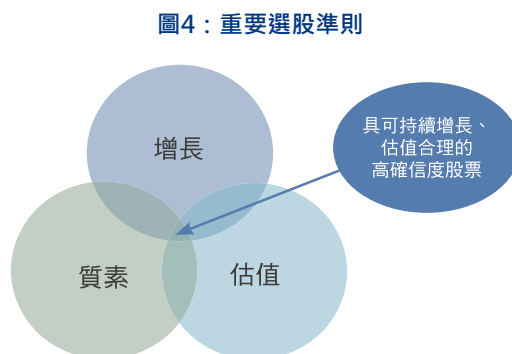 圖4：重要選股準則
增長
具可持續增長、
估值合理的
高確信度股票
質素
估值